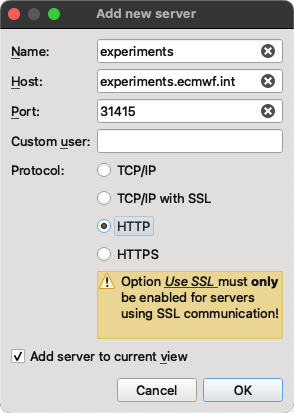 Add new server
Name: experiments
Host: experiments.ecmwf.int
Port: 31415
Custom user:
Protocol: TCP/IP
TCP/IP with SSL
HTTP
HTTPS
Option Use SSL must only
be enabled for servers
using SSL communication!
Add server to current view
Cancel OK